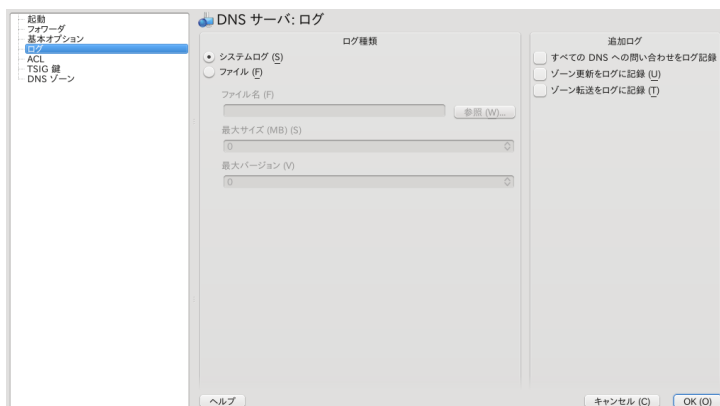 起動
フォワーダ
基本オプション
ログ
ACL
TSIG 鍵
DNS ゾーン
DNS サーバ: ログ
ログ種類
システムログ (S)
ファイル (F)
ファイル名 (F)
参照 (W)...
最大サイズ (MB) (S)
0
最大バージョン (V)
0
追加ログ
すべての DNS への問い合わせをログ記録
ゾーン更新をログに記録 (U)
ゾーン転送をログに記録 (T)
ヘルプ
キャンセル (C)
OK (O)